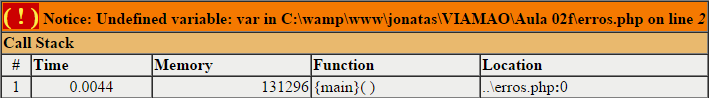 ( ! ) Notice: Undefined variable: var in C:\wamp\www\jonatas\VIAMAO\Aula 02f\erros.php on line 2
Call Stack
# Time Memory Function Location
1 0.0044 131296 {main}( ) ..\erros.php:0